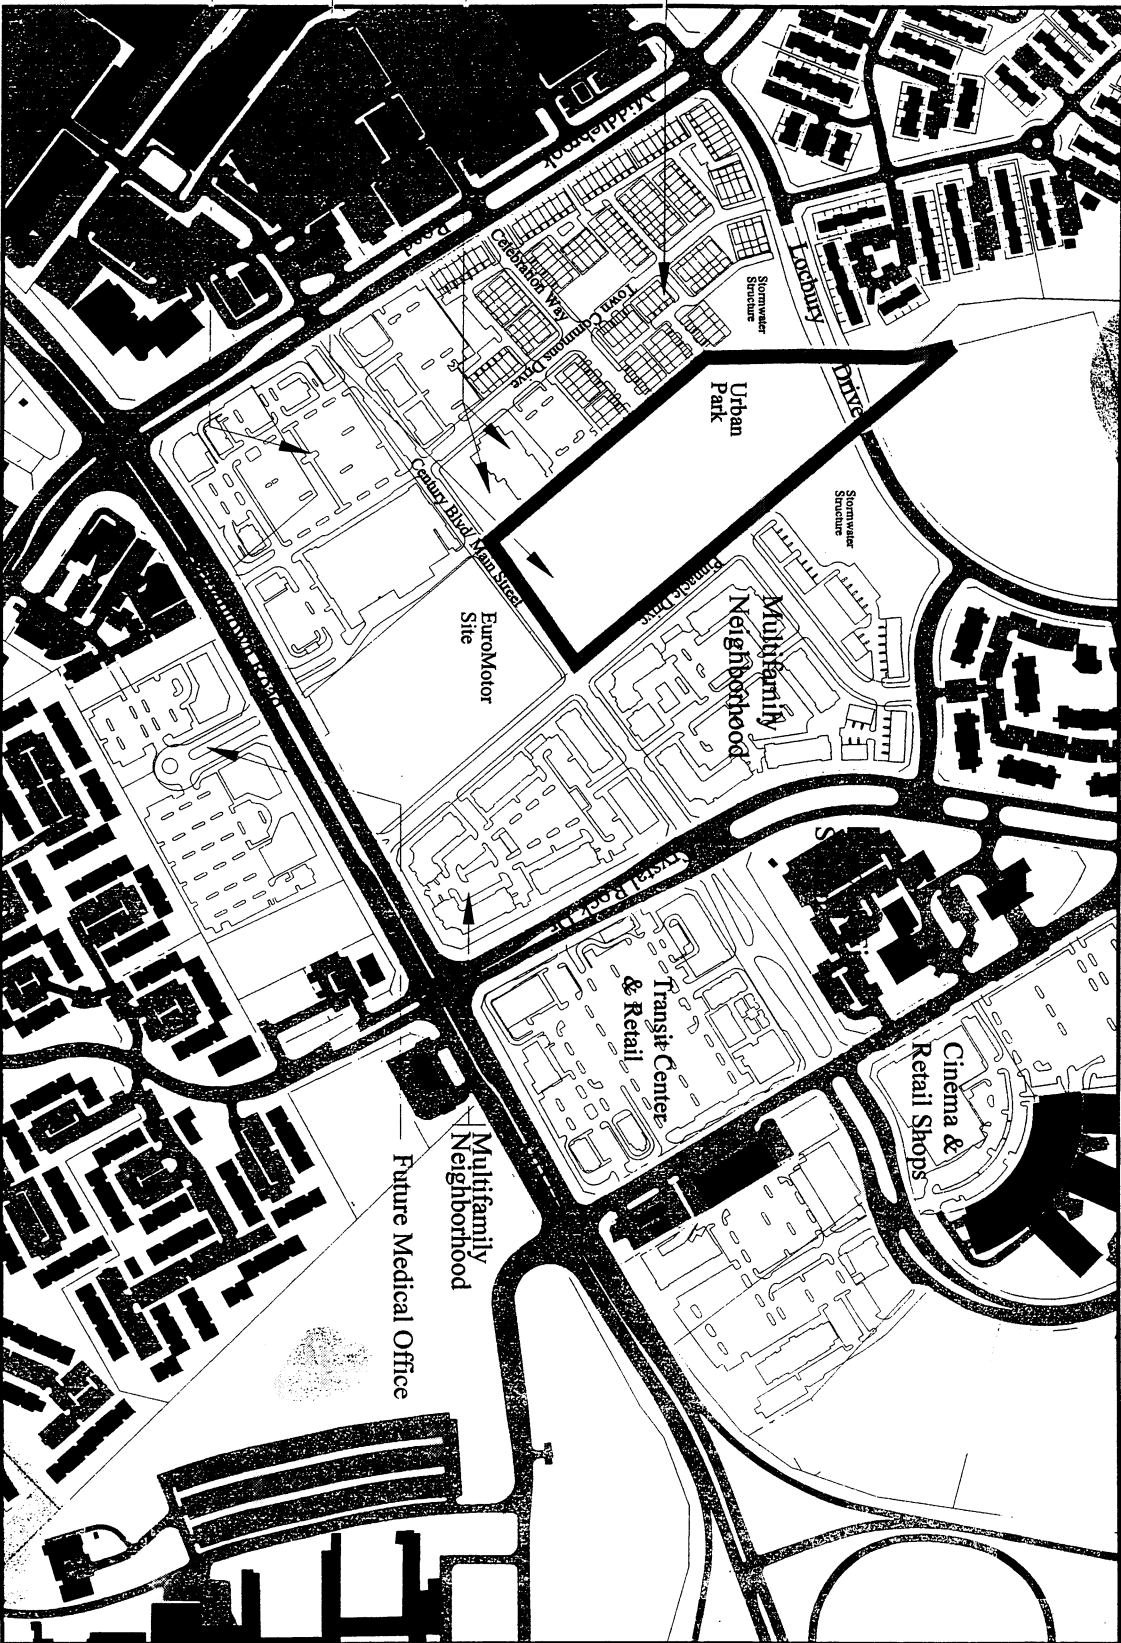 Middlebrook
Road
Celebration Way
Town Commons Drive
Stormwater
Structure
Locbury
Drive
Urban
Park
Stormwater
Structure
Century Blvd/ Main Street
Pinnacle Drive
EuroMotor
Site
Multifamily
Neighborhood
Germantown Road
Crystal Rock Dr
Transit Center
& Retail
Cinema &
Retail Shops
Multifamily
Neighborhood
Future Medical Office